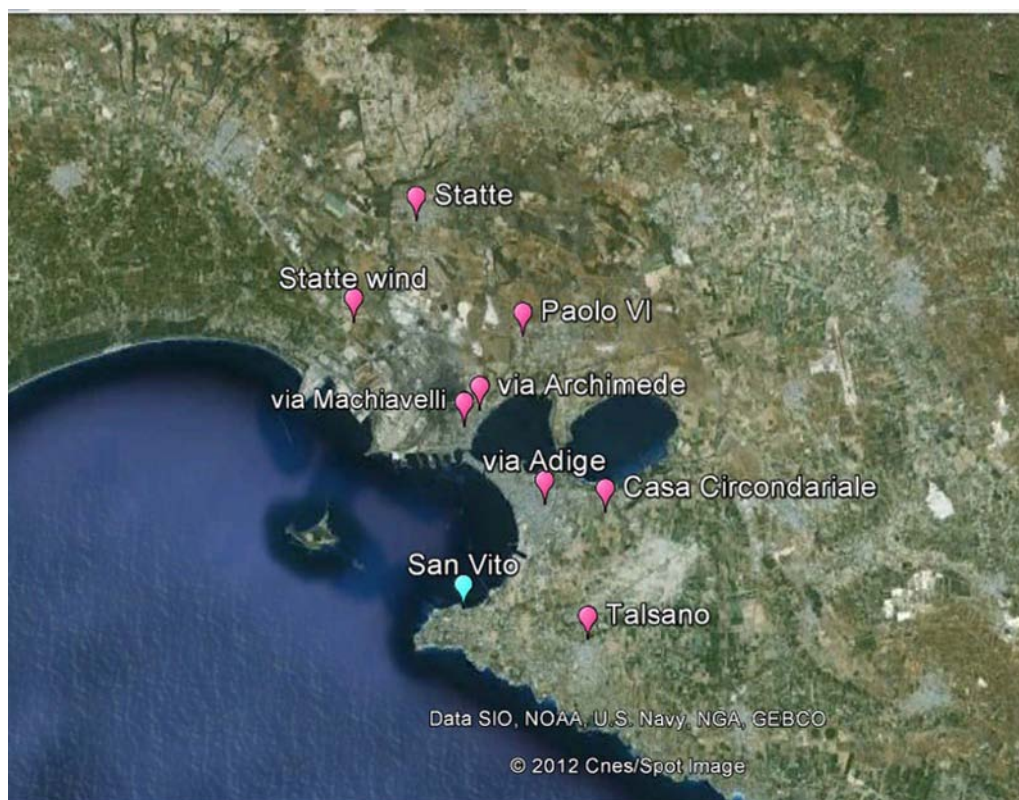 Statte
Statte wind
Paolo VI
via Archimede
via Machiavelli
via Adige
Casa Circondariale
San Vito
Talsano
Data SIO, NOAA, U.S. Navy, NGA, GEBCO
© 2012 Cnes/Spot Image